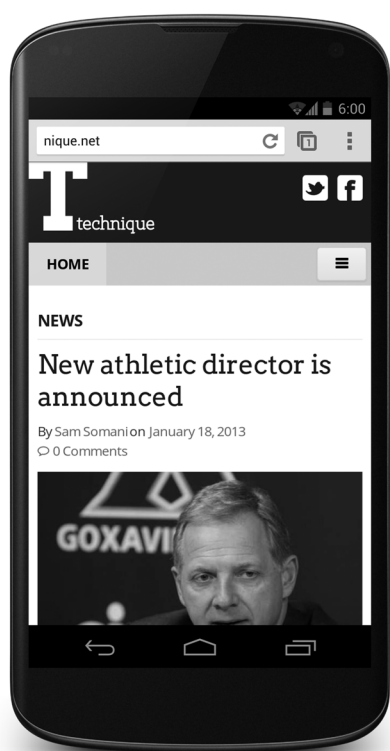 6:00
nique.net
1
T
technique
HOME
NEWS
New athletic director is
announced
By Sam Somani on January 18, 2013
0 Comments
GOXAVI